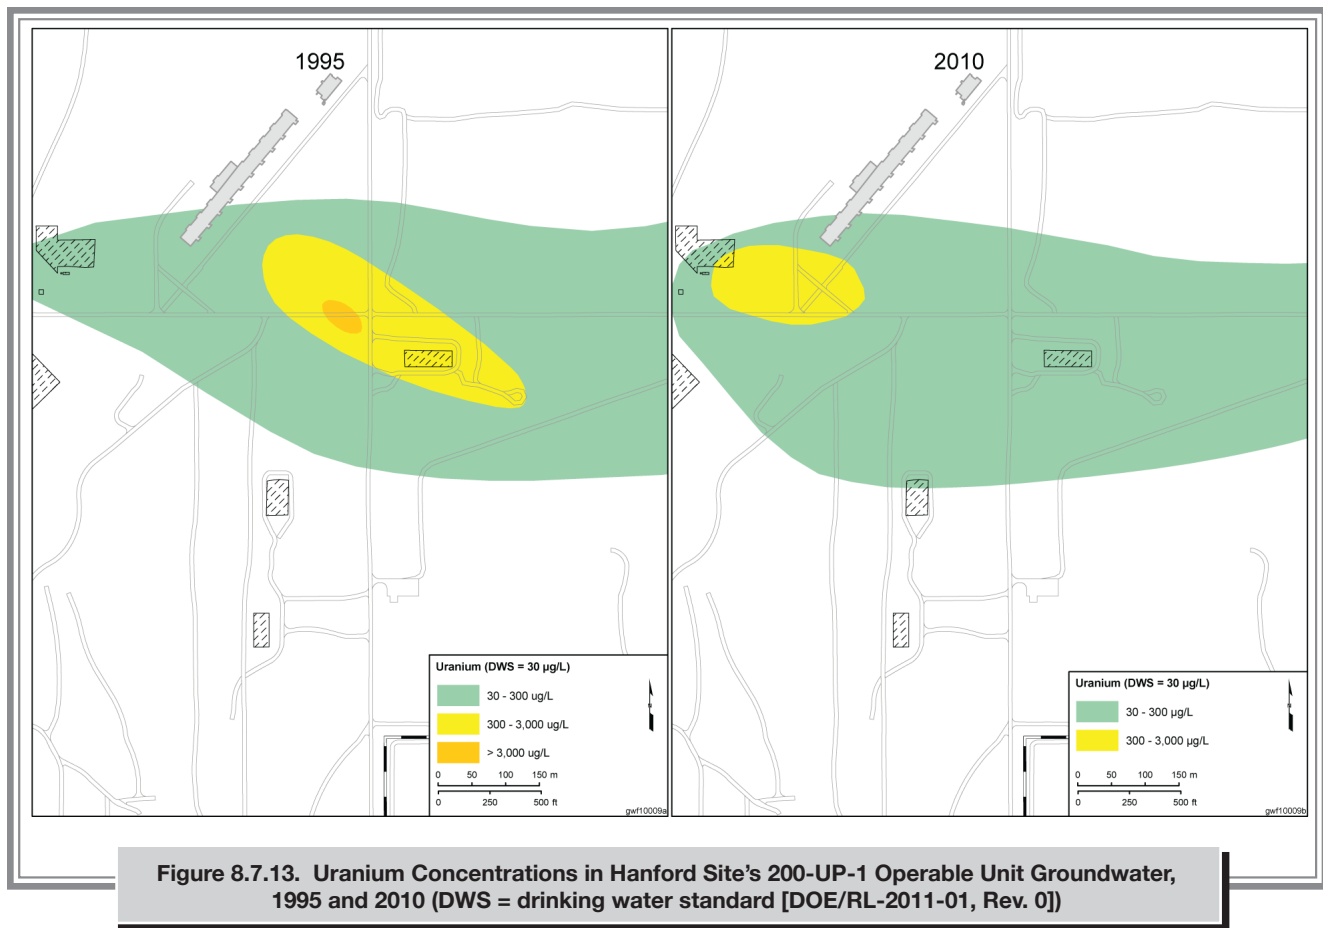 1995
Uranium (DWS = 30 µg/L)
30 - 300 ug/L
300 - 3,000 ug/L
> 3,000 ug/L
N
0 50 100 150 m
0 250 500 ft
gwf10009a
2010
Uranium (DWS = 30 µg/L)
30 - 300 µg/L
300 - 3,000 µg/L
N
0 50 100 150 m
0 250 500 ft
gwf10009b
Figure 8.7.13. Uranium Concentrations in Hanford Site's 200-UP-1 Operable Unit Groundwater,
1995 and 2010 (DWS = drinking water standard [DOE/RL-2011-01, Rev. 0])